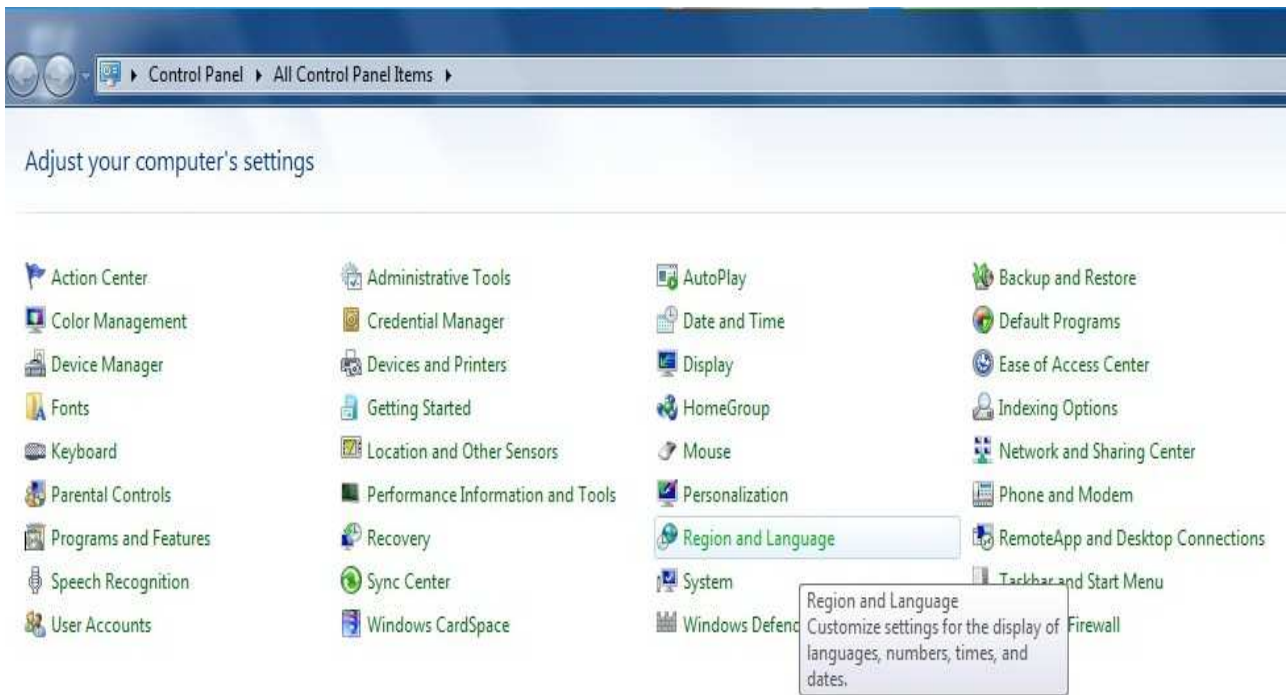 Control Panel ▸ All Control Panel Items ▸
Adjust your computer's settings
Action Center Administrative Tools AutoPlay Backup and Restore
Color Management Credential Manager Date and Time Default Programs
Device Manager Devices and Printers Display Ease of Access Center
Fonts Getting Started HomeGroup Indexing Options
Keyboard Location and Other Sensors Mouse Network and Sharing Center
Parental Controls Performance Information and Tools Personalization Phone and Modem
Programs and Features Recovery Region and Language RemoteApp and Desktop Connections
Speech Recognition Sync Center System Taskbar and Start Menu
User Accounts Windows CardSpace Windows Defend Firewall
Region and Language
Customize settings for the display of
languages, numbers, times, and
dates.